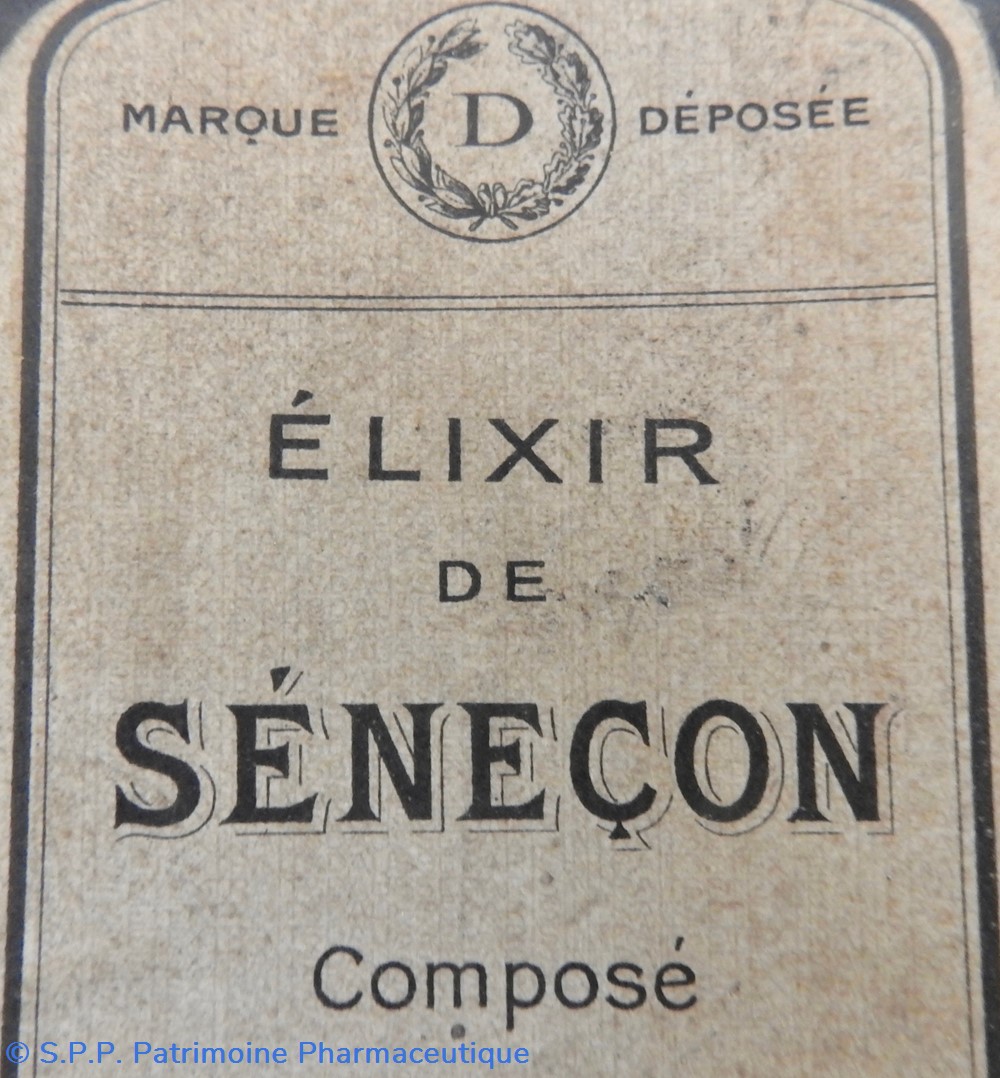 MARQUE D DÉPOSÉE
ÉLIXIR
DE
SÉNEÇON
Composé
© S.P.P. Patrimoine Pharmaceutique